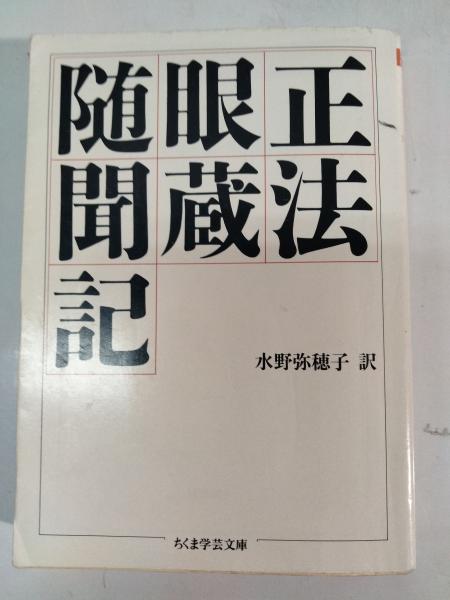 正法
眼蔵
随聞記
水野弥穂子 訳
ちくま学芸文庫